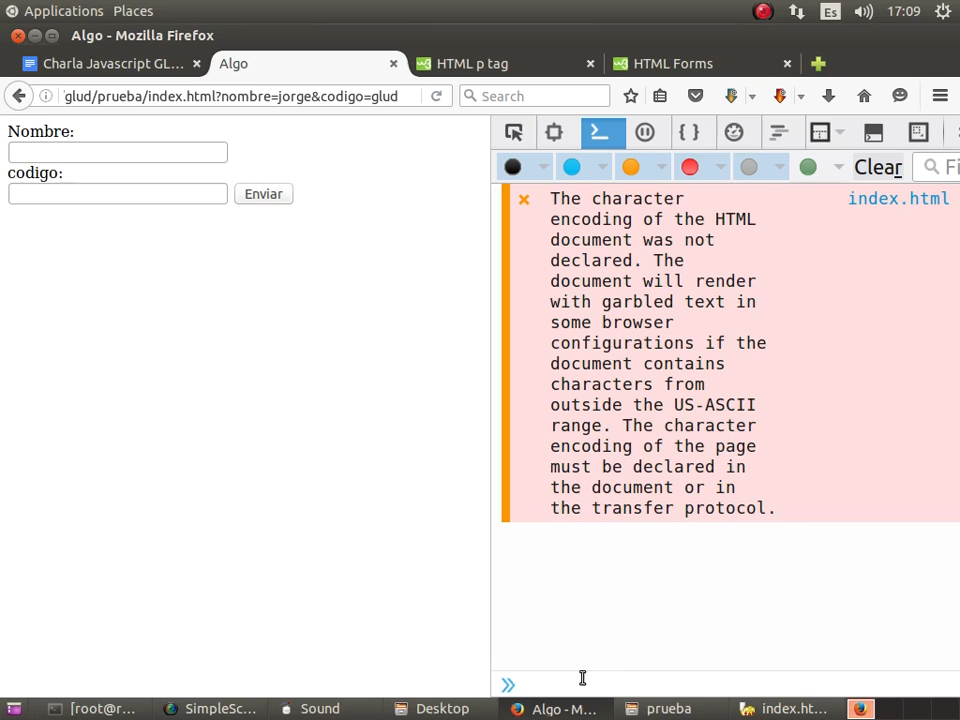 Applications Places
Es
17:09
Algo - Mozilla Firefox
Charla Javascript GL...
Algo
HTML p tag
HTML Forms
glud/prueba/index.html?nombre=jorge&codigo=glud
Search
Nombre:
codigo:
Enviar
Clear
Fi
The character
index.html
encoding of the HTML
document was not
declared. The
document will render
with garbled text in
some browser
configurations if the
document contains
characters from
outside the US-ASCII
range. The character
encoding of the page
must be declared in
the document or in
the transfer protocol.
[root@r...
SimpleSc...
Sound
Desktop
Algo - M...
prueba
index.ht...